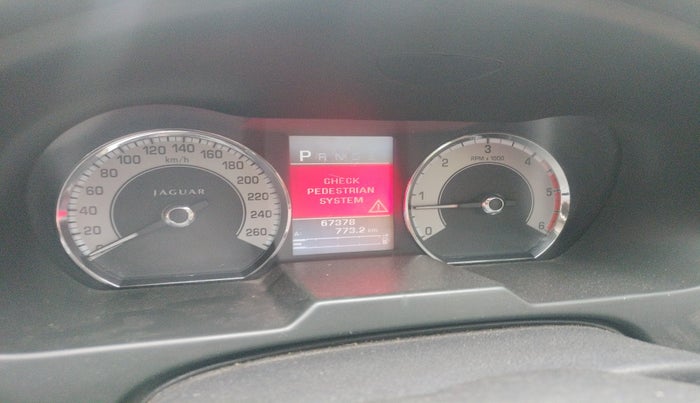 0 20 40 60 80 100 120 140 160 180 200 220 240 260
km/h
JAGUAR
P R N
CHECK
PEDESTRIAN
SYSTEM
67378
A 773.2 km
0 1 2 3 4 5 6
RPM x 1000